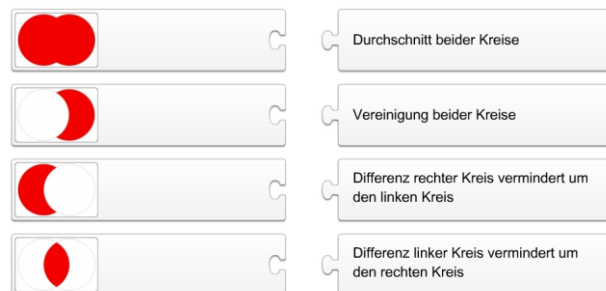 Durchschnitt beider Kreise
Vereinigung beider Kreise
Differenz rechter Kreis vermindert um
den linken Kreis
Differenz linker Kreis vermindert um
den rechten Kreis